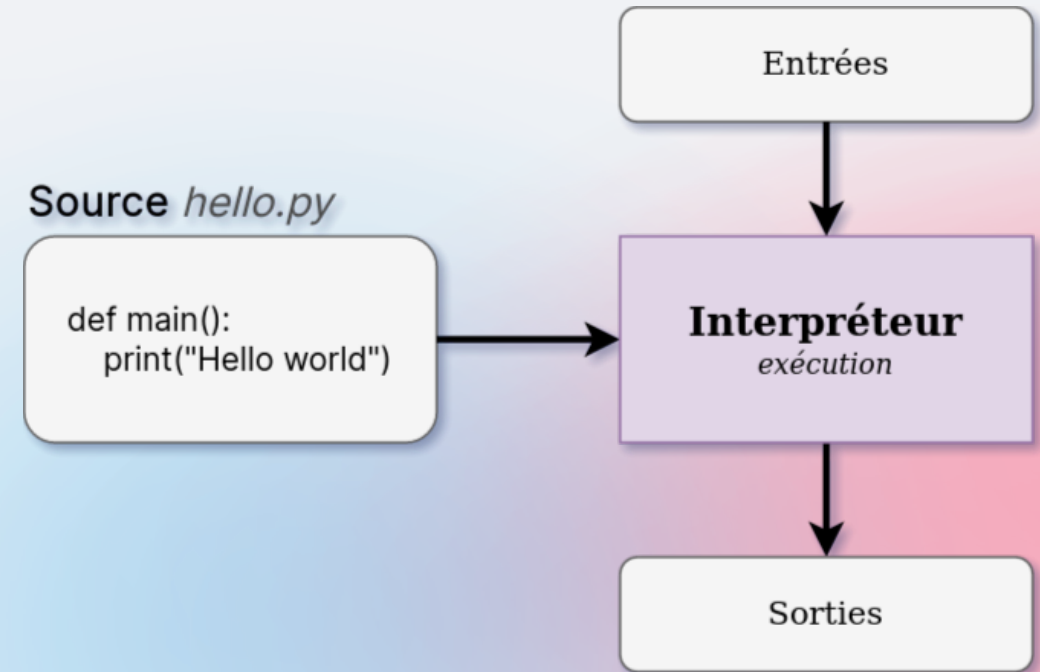 Entrées
Source hello.py
def main():
    print("Hello world")
Interpréteur
exécution
Sorties